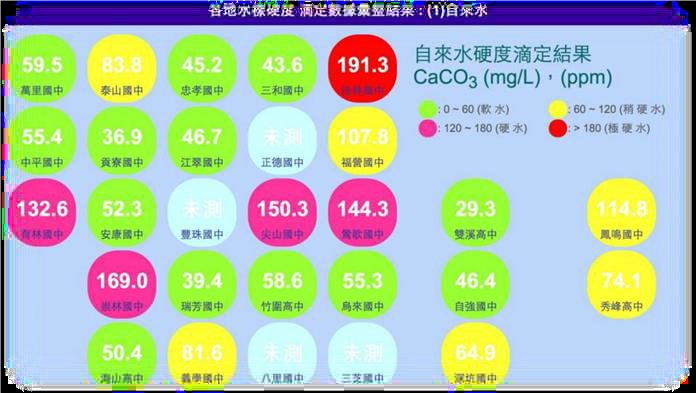 各地水樣硬度 滴定數據彙整結果：(1)自來水
59.5 83.8 45.2 43.6 191.3
萬里國中 泰山國中 忠孝國中 三和國中 國中
自來水硬度滴定結果
CaCO3 (mg/L)，(ppm)
: 0 ~ 60 (軟 水) : 60 ~ 120 (稍 硬 水)
: 120 ~ 180 (硬 水) : > 180 (極 硬 水)
55.4 36.9 46.7 未測 107.8
中平國中 貢寮國中 江翠國中 正德國中 福營國中
132.6 52.3 未測 150.3 144.3 29.3 114.8
育林國中 安康國中 豐珠國中 尖山國中 鶯歌國中 雙溪高中 鳳鳴國中
169.0 39.4 58.6 55.3 46.4 74.1
崇林國中 瑞芳國中 竹圍高中 烏來國中 自強國中 秀峰高中
50.4 81.6 未測 未測 64.9
海山高中 義學國中 八里國中 三芝國中 深坑國中